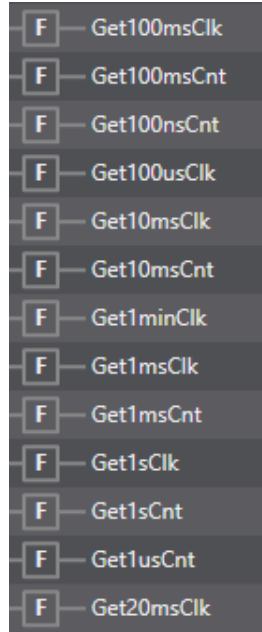 F Get100msClk
F Get100msCnt
F Get100nsCnt
F Get100usClk
F Get10msClk
F Get10msCnt
F Get1minClk
F Get1msClk
F Get1msCnt
F Get1sClk
F Get1sCnt
F Get1usCnt
F Get20msClk